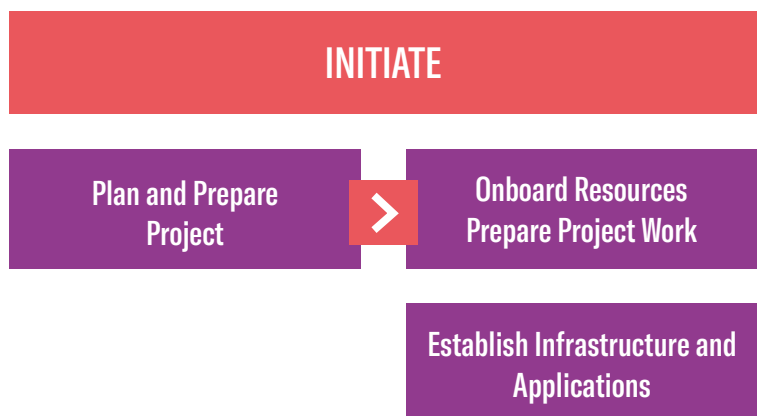 INITIATE
Plan and Prepare
Project
Onboard Resources
Prepare Project Work
Establish Infrastructure and
Applications